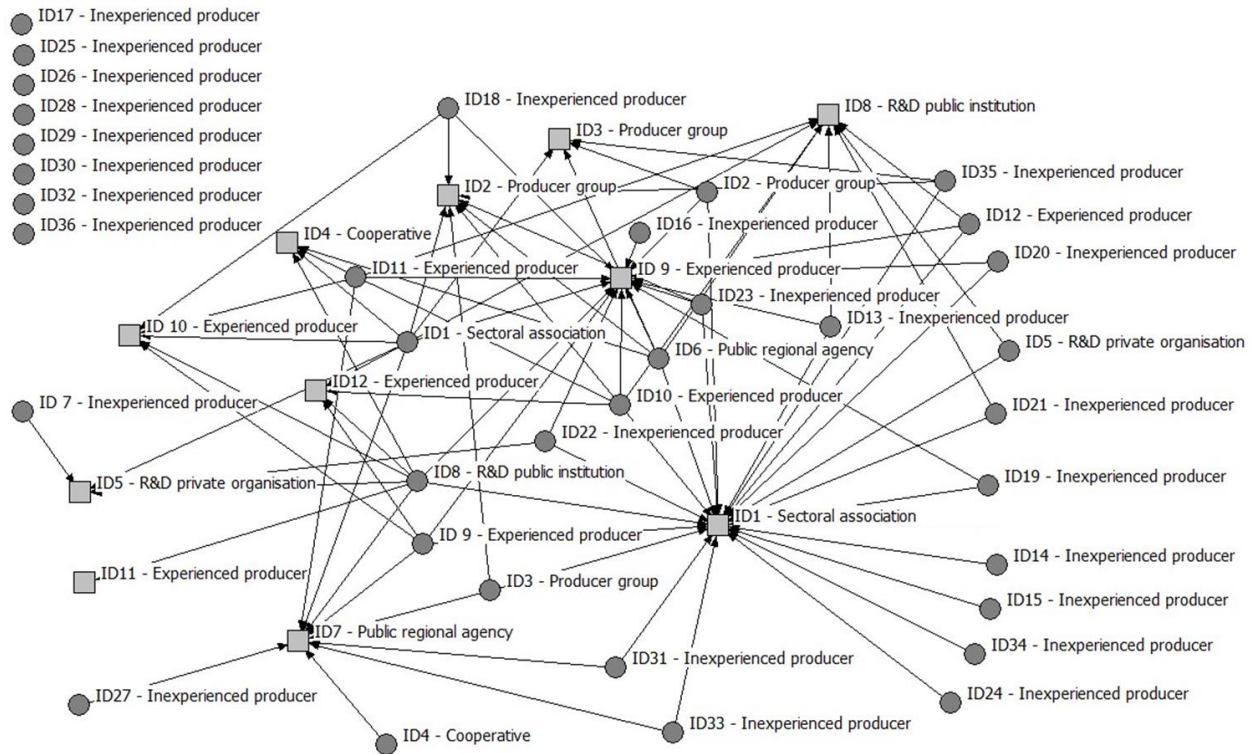 ID17 - Inexperienced producer
ID25 - Inexperienced producer
ID26 - Inexperienced producer
ID28 - Inexperienced producer
ID29 - Inexperienced producer
ID30 - Inexperienced producer
ID32 - Inexperienced producer
ID36 - Inexperienced producer
ID18 - Inexperienced producer
ID8 - R&D public institution
ID3 - Producer group
ID35 - Inexperienced producer
ID2 - Producer group
ID2 - Producer group
ID12 - Experienced producer
ID16 - Inexperienced producer
ID4 - Cooperative
ID20 - Inexperienced producer
ID11 - Experienced producer
ID 9 - Experienced producer
ID23 - Inexperienced producer
ID13 - Inexperienced producer
ID 10 - Experienced producer
ID1 - Sectoral association
ID5 - R&D private organisation
ID6 - Public regional agency
ID12 - Experienced producer
ID 7 - Inexperienced producer
ID10 - Experienced producer
ID21 - Inexperienced producer
ID22 - Inexperienced producer
ID5 - R&D private organisation
ID8 - R&D public institution
ID19 - Inexperienced producer
ID1 - Sectoral association
ID 9 - Experienced producer
ID14 - Inexperienced producer
ID11 - Experienced producer
ID3 - Producer group
ID15 - Inexperienced producer
ID7 - Public regional agency
ID34 - Inexperienced producer
ID31 - Inexperienced producer
ID27 - Inexperienced producer
ID24 - Inexperienced producer
ID33 - Inexperienced producer
ID4 - Cooperative